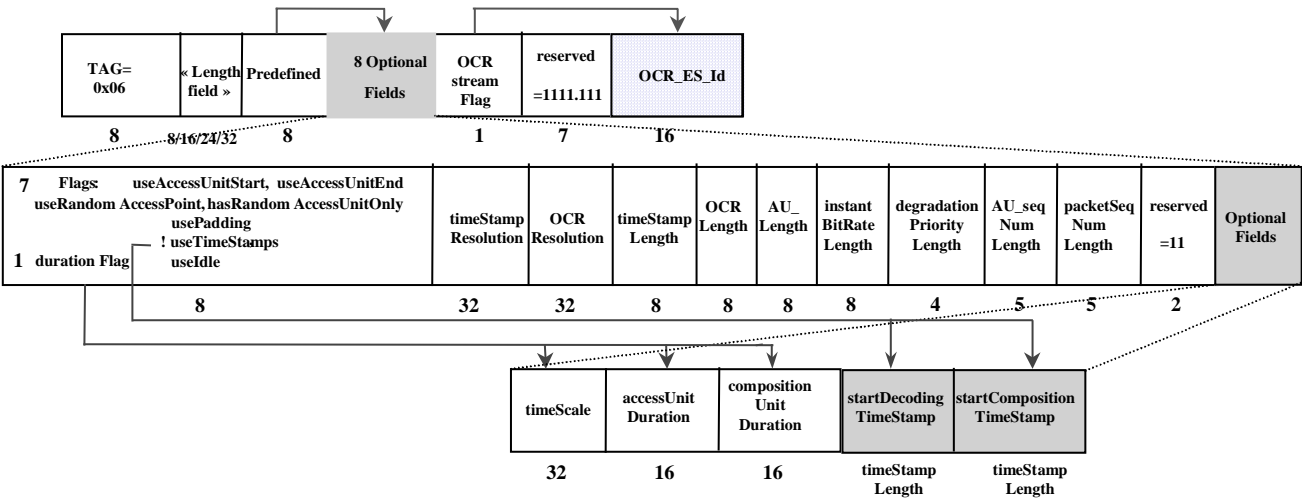 TAG=
0x06
« Length
field »
Predefined
8 Optional
Fields
OCR
stream
Flag
reserved
=1111.111
OCR_ES_Id
8
8/16/24/32
8
1
7
16
7 Flags: useAccessUnitStart, useAccessUnitEnd
useRandom AccessPoint, hasRandom AccessUnitOnly
usePadding
! useTimeStamps
1 duration Flag
useIdle
timeStamp
Resolution
OCR
Resolution
timeStamp
Length
OCR
Length
AU_
Length
instant
BitRate
Length
degradation
Priority
Length
AU_seq
Num
Length
packetSeq
Num
Length
reserved
=11
Optional
Fields
8
32
32
8
8
8
8
4
5
5
2
timeScale
accessUnit
Duration
composition
Unit
Duration
startDecoding
TimeStamp
startComposition
TimeStamp
32
16
16
timeStamp
Length
timeStamp
Length